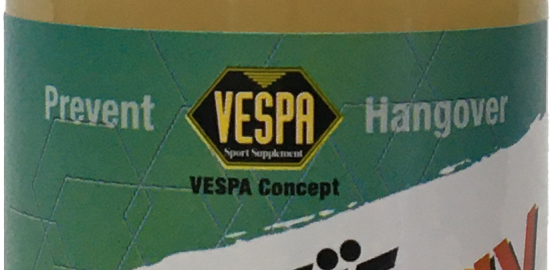 Prevent VESPA Hangover
Sport Supplement
VESPA Concept